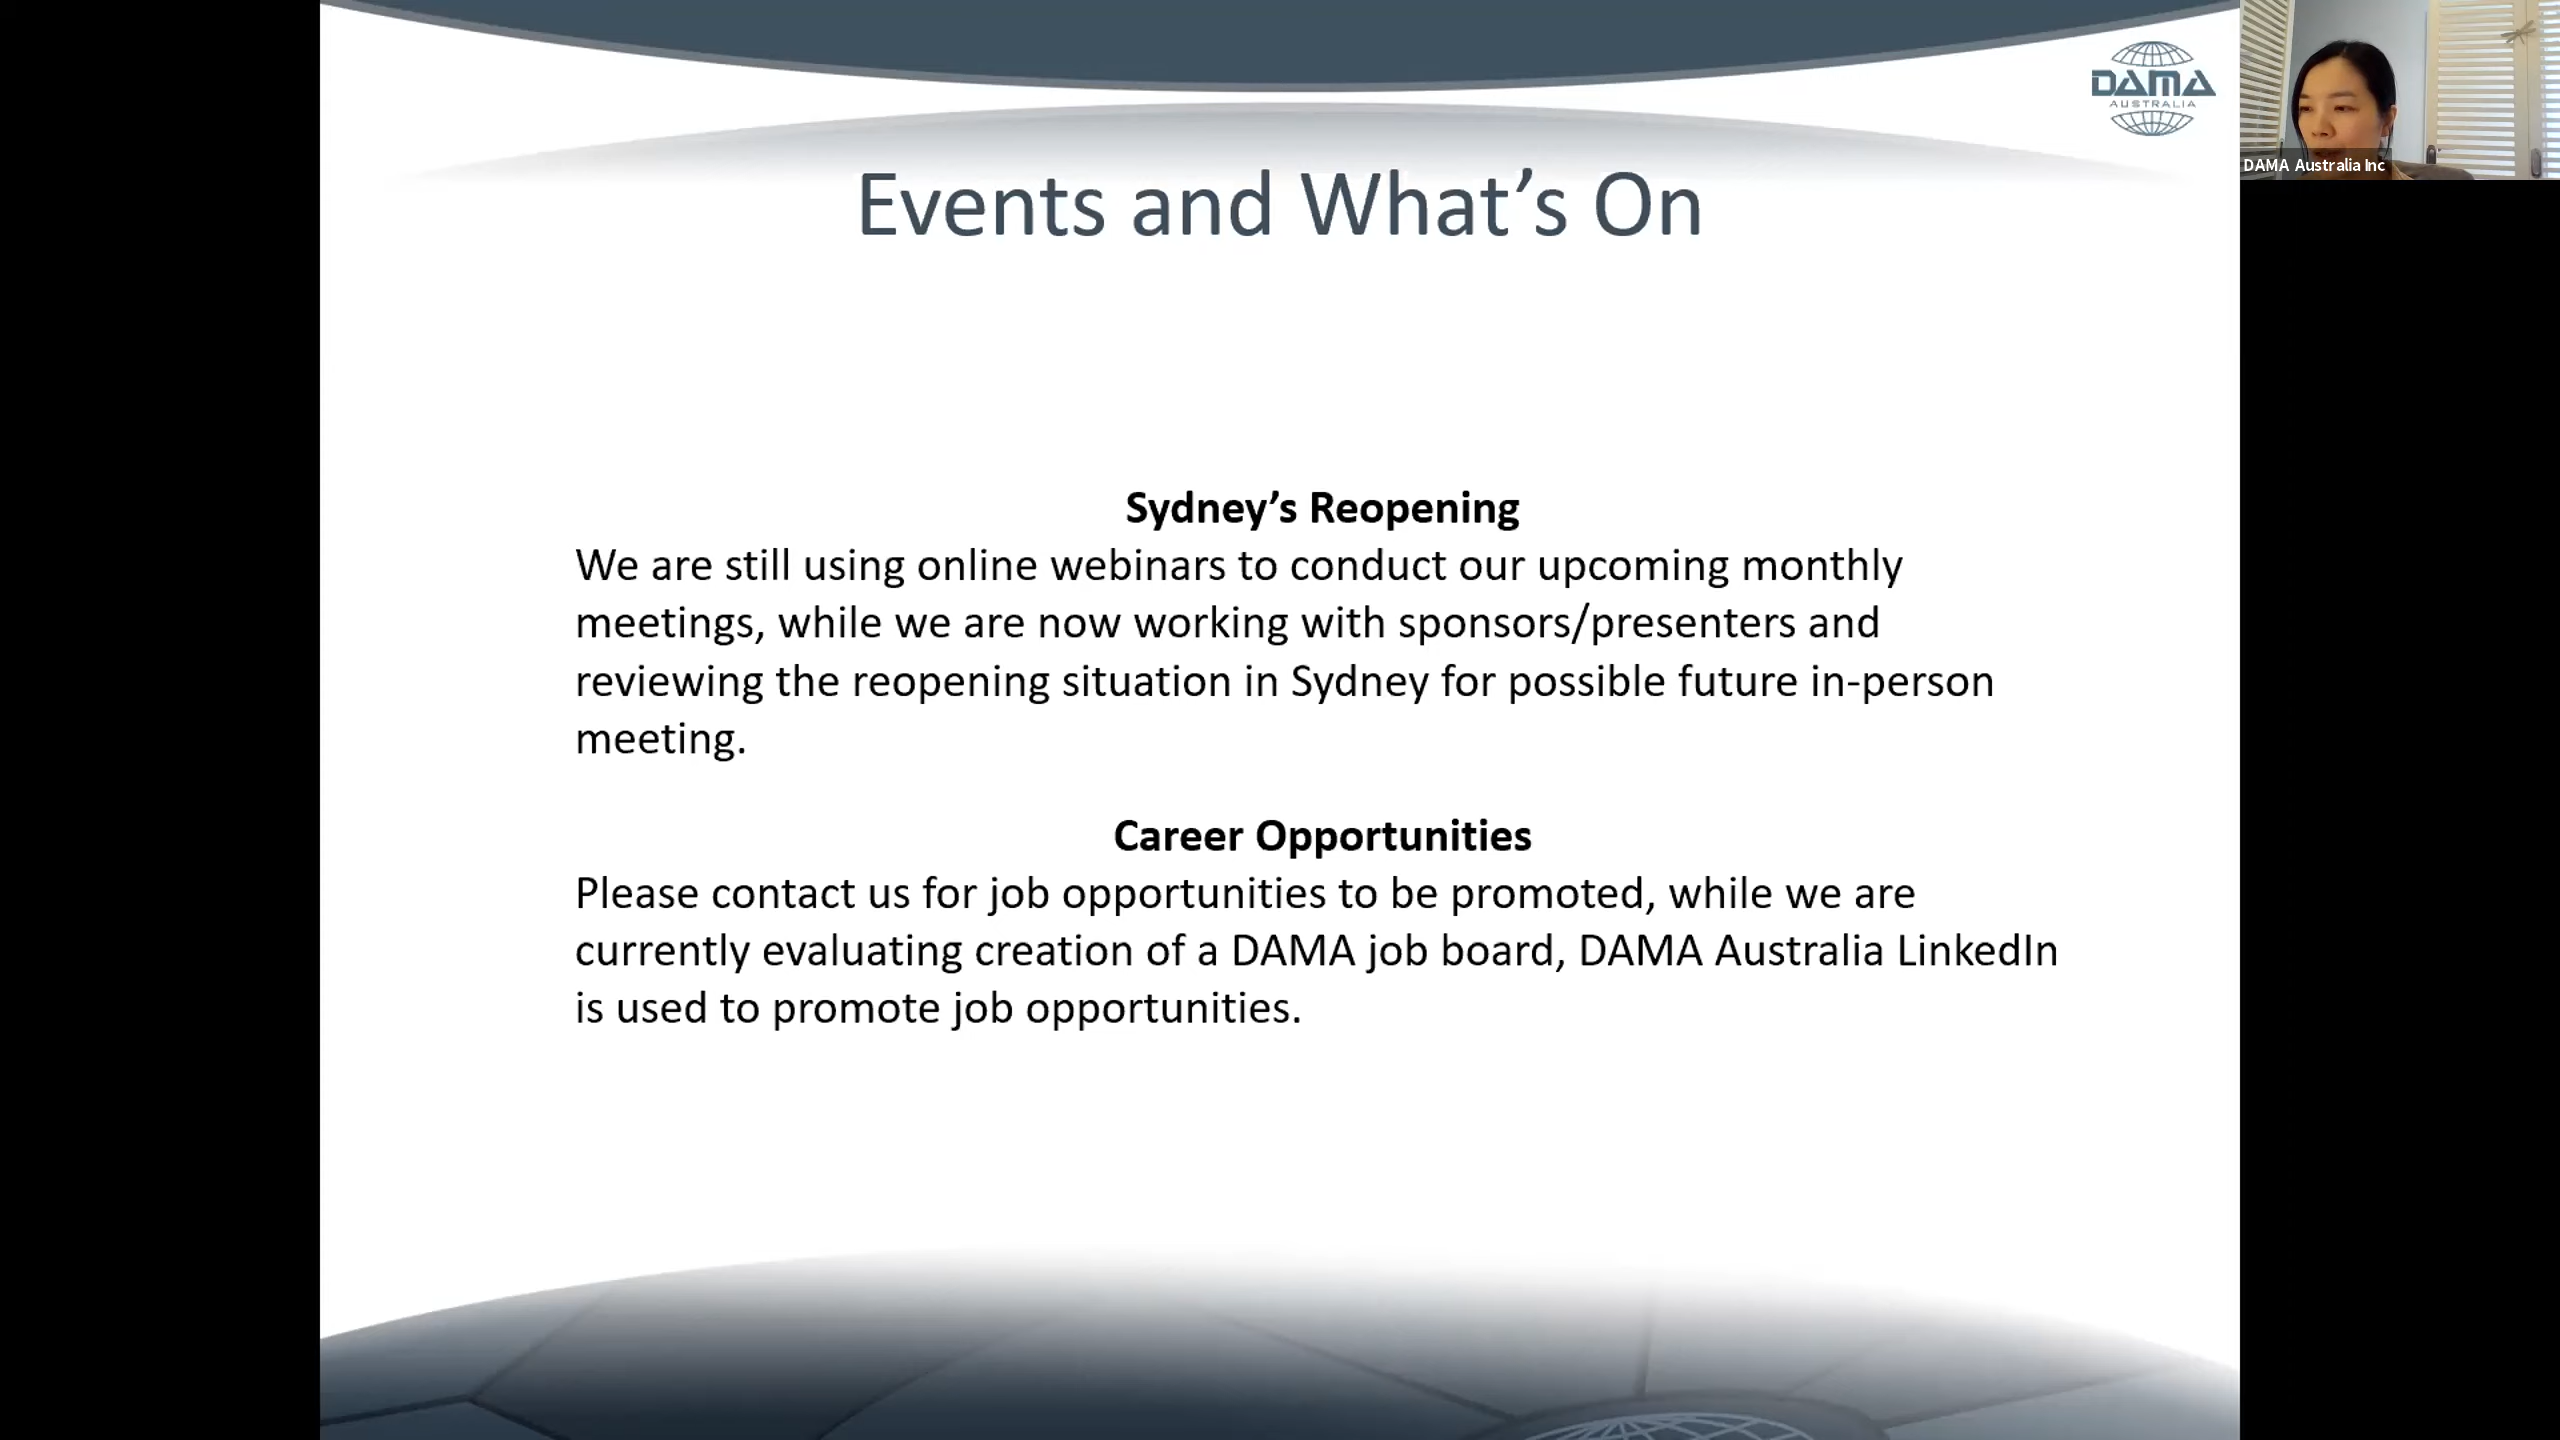 DAMA
AUSTRALIA
DAMA Australia Inc
Events and What’s On
Sydney’s Reopening
We are still using online webinars to conduct our upcoming monthly
meetings, while we are now working with sponsors/presenters and
reviewing the reopening situation in Sydney for possible future in-person
meeting.
Career Opportunities
Please contact us for job opportunities to be promoted, while we are
currently evaluating creation of a DAMA job board, DAMA Australia LinkedIn
is used to promote job opportunities.